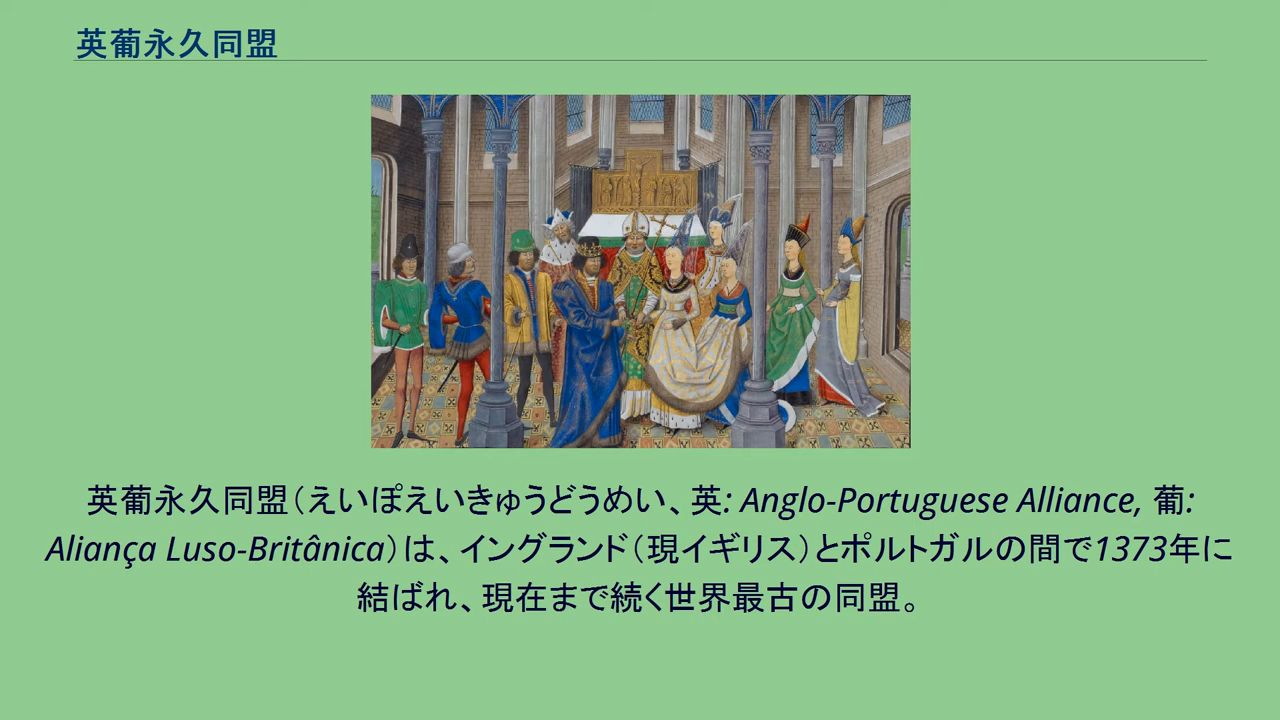 英葡永久同盟
英葡永久同盟（えいぽえいきゅうどうめい、英: Anglo-Portuguese Alliance, 葡:
Aliança Luso-Britânica）は、イングランド（現イギリス）とポルトガルの間で1373年に
結ばれ、現在まで続く世界最古の同盟。